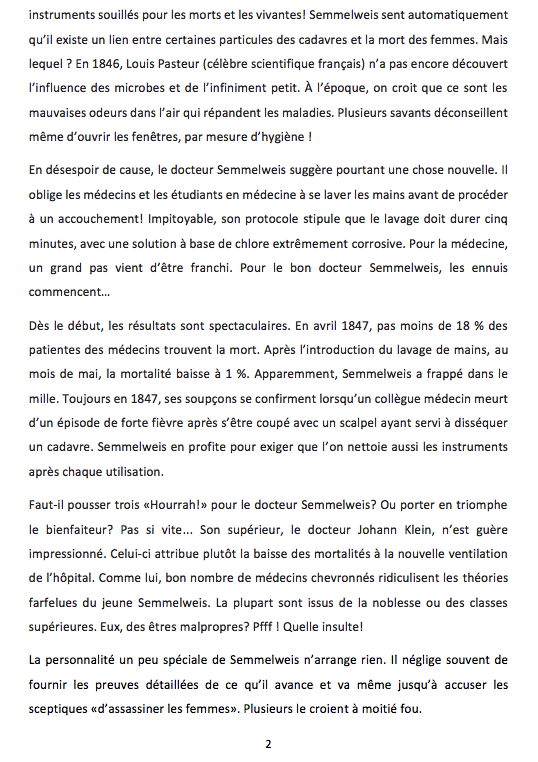 instruments souillés pour les morts et les vivantes! Semmelweis sent automatiquement
qu’il existe un lien entre certaines particules des cadavres et la mort des femmes. Mais
lequel ? En 1846, Louis Pasteur (célèbre scientifique français) n’a pas encore découvert
l’influence des microbes et de l’infiniment petit. À l’époque, on croit que ce sont les
mauvaises odeurs dans l’air qui répandent les maladies. Plusieurs savants déconseillent
même d’ouvrir les fenêtres, par mesure d’hygiène !
En désespoir de cause, le docteur Semmelweis suggère pourtant une chose nouvelle. Il
oblige les médecins et les étudiants en médecine à se laver les mains avant de procéder
à un accouchement! Impitoyable, son protocole stipule que le lavage doit durer cinq
minutes, avec une solution à base de chlore extrêmement corrosive. Pour la médecine,
un grand pas vient d’être franchi. Pour le bon docteur Semmelweis, les ennuis
commencent…
Dès le début, les résultats sont spectaculaires. En avril 1847, pas moins de 18 % des
patientes des médecins trouvent la mort. Après l’introduction du lavage de mains, au
mois de mai, la mortalité baisse à 1 %. Apparemment, Semmelweis a frappé dans le
mille. Toujours en 1847, ses soupçons se confirment lorsqu’un collègue médecin meurt
d’un épisode de forte fièvre après s’être coupé avec un scalpel ayant servi à disséquer
un cadavre. Semmelweis en profite pour exiger que l’on nettoie aussi les instruments
après chaque utilisation.
Faut-il pousser trois «Hourrah!» pour le docteur Semmelweis? Ou porter en triomphe
le bienfaiteur? Pas si vite... Son supérieur, le docteur Johann Klein, n’est guère
impressionné. Celui-ci attribue plutôt la baisse des mortalités à la nouvelle ventilation
de l’hôpital. Comme lui, bon nombre de médecins chevronnés ridiculisent les théories
farfelues du jeune Semmelweis. La plupart sont issus de la noblesse ou des classes
supérieures. Eux, des êtres malpropres? Pfff ! Quelle insulte!
La personnalité un peu spéciale de Semmelweis n’arrange rien. Il néglige souvent de
fournir les preuves détaillées de ce qu’il avance et va même jusqu’à accuser les
sceptiques «d’assassiner les femmes». Plusieurs le croient à moitié fou.
2